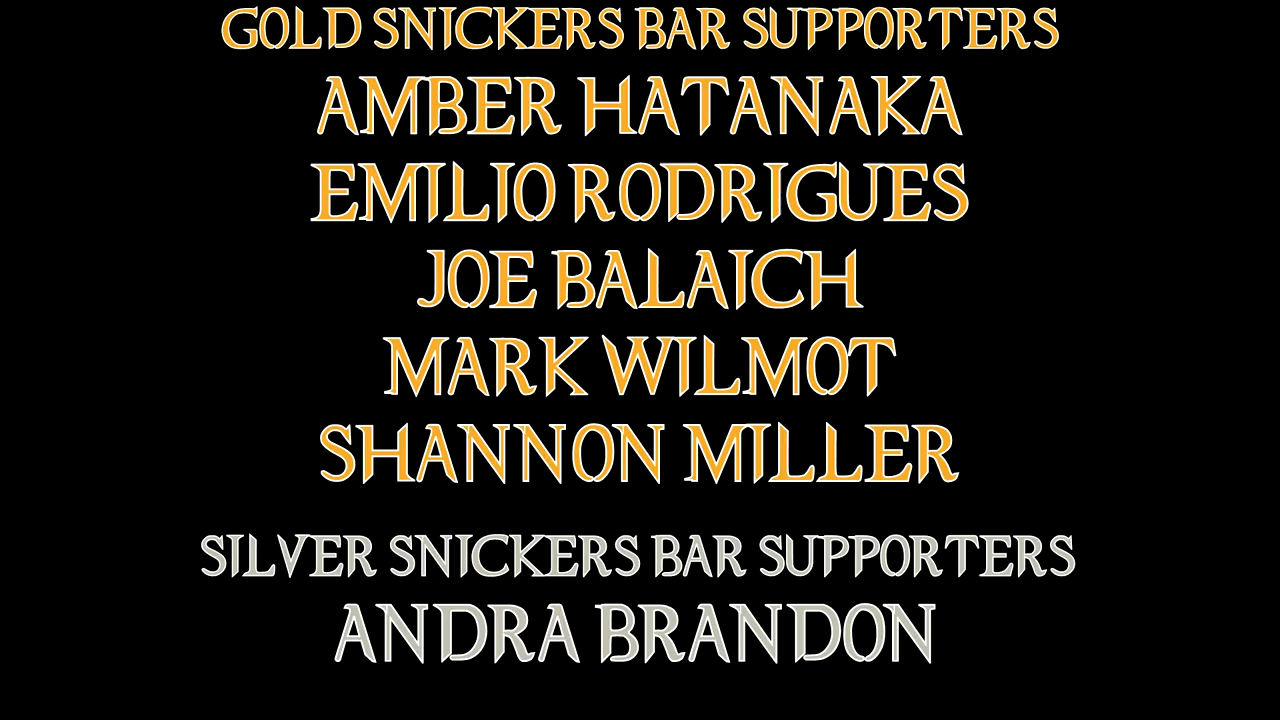 GOLD SNICKERS BAR SUPPORTERS
AMBER HATANAKA
EMILIO RODRIGUES
JOE BALAICH
MARK WILMOT
SHANNON MILLER
SILVER SNICKERS BAR SUPPORTERS
ANDRA BRANDON